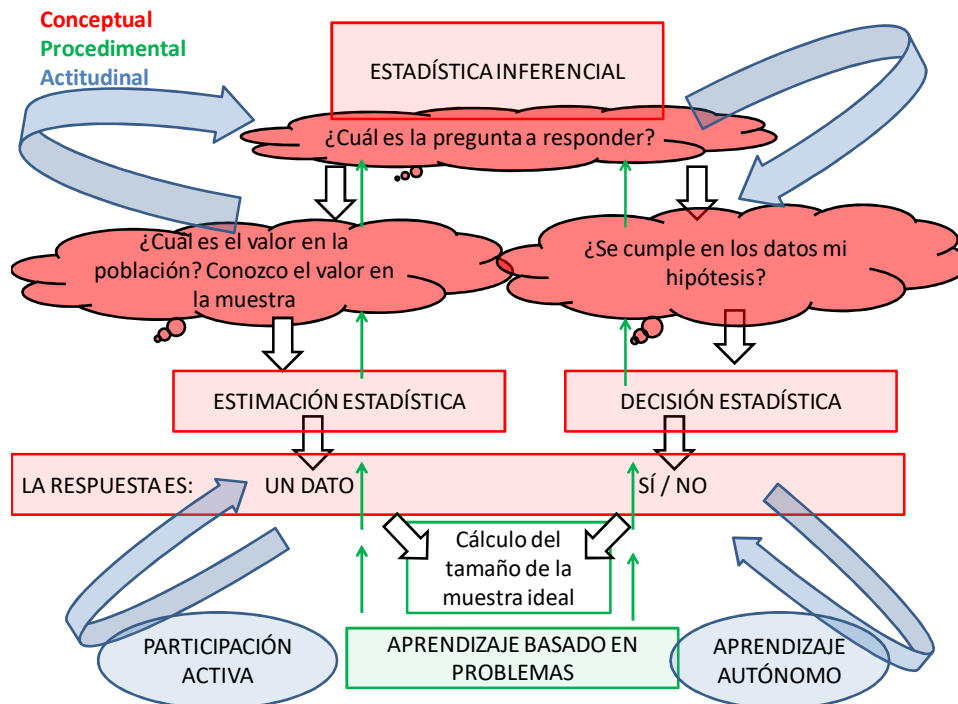 Conceptual
Procedimental
Actitudinal
ESTADÍSTICA INFERENCIAL
¿Cuál es la pregunta a responder?
¿Cuál es el valor en la
población? Conozco el valor en
la muestra
¿Se cumple en los datos mi
hipótesis?
ESTIMACIÓN ESTADÍSTICA
DECISIÓN ESTADÍSTICA
LA RESPUESTA ES: UN DATO SÍ / NO
Cálculo del
tamaño de la
muestra ideal
PARTICIPACIÓN
ACTIVA
APRENDIZAJE BASADO EN
PROBLEMAS
APRENDIZAJE
AUTÓNOMO